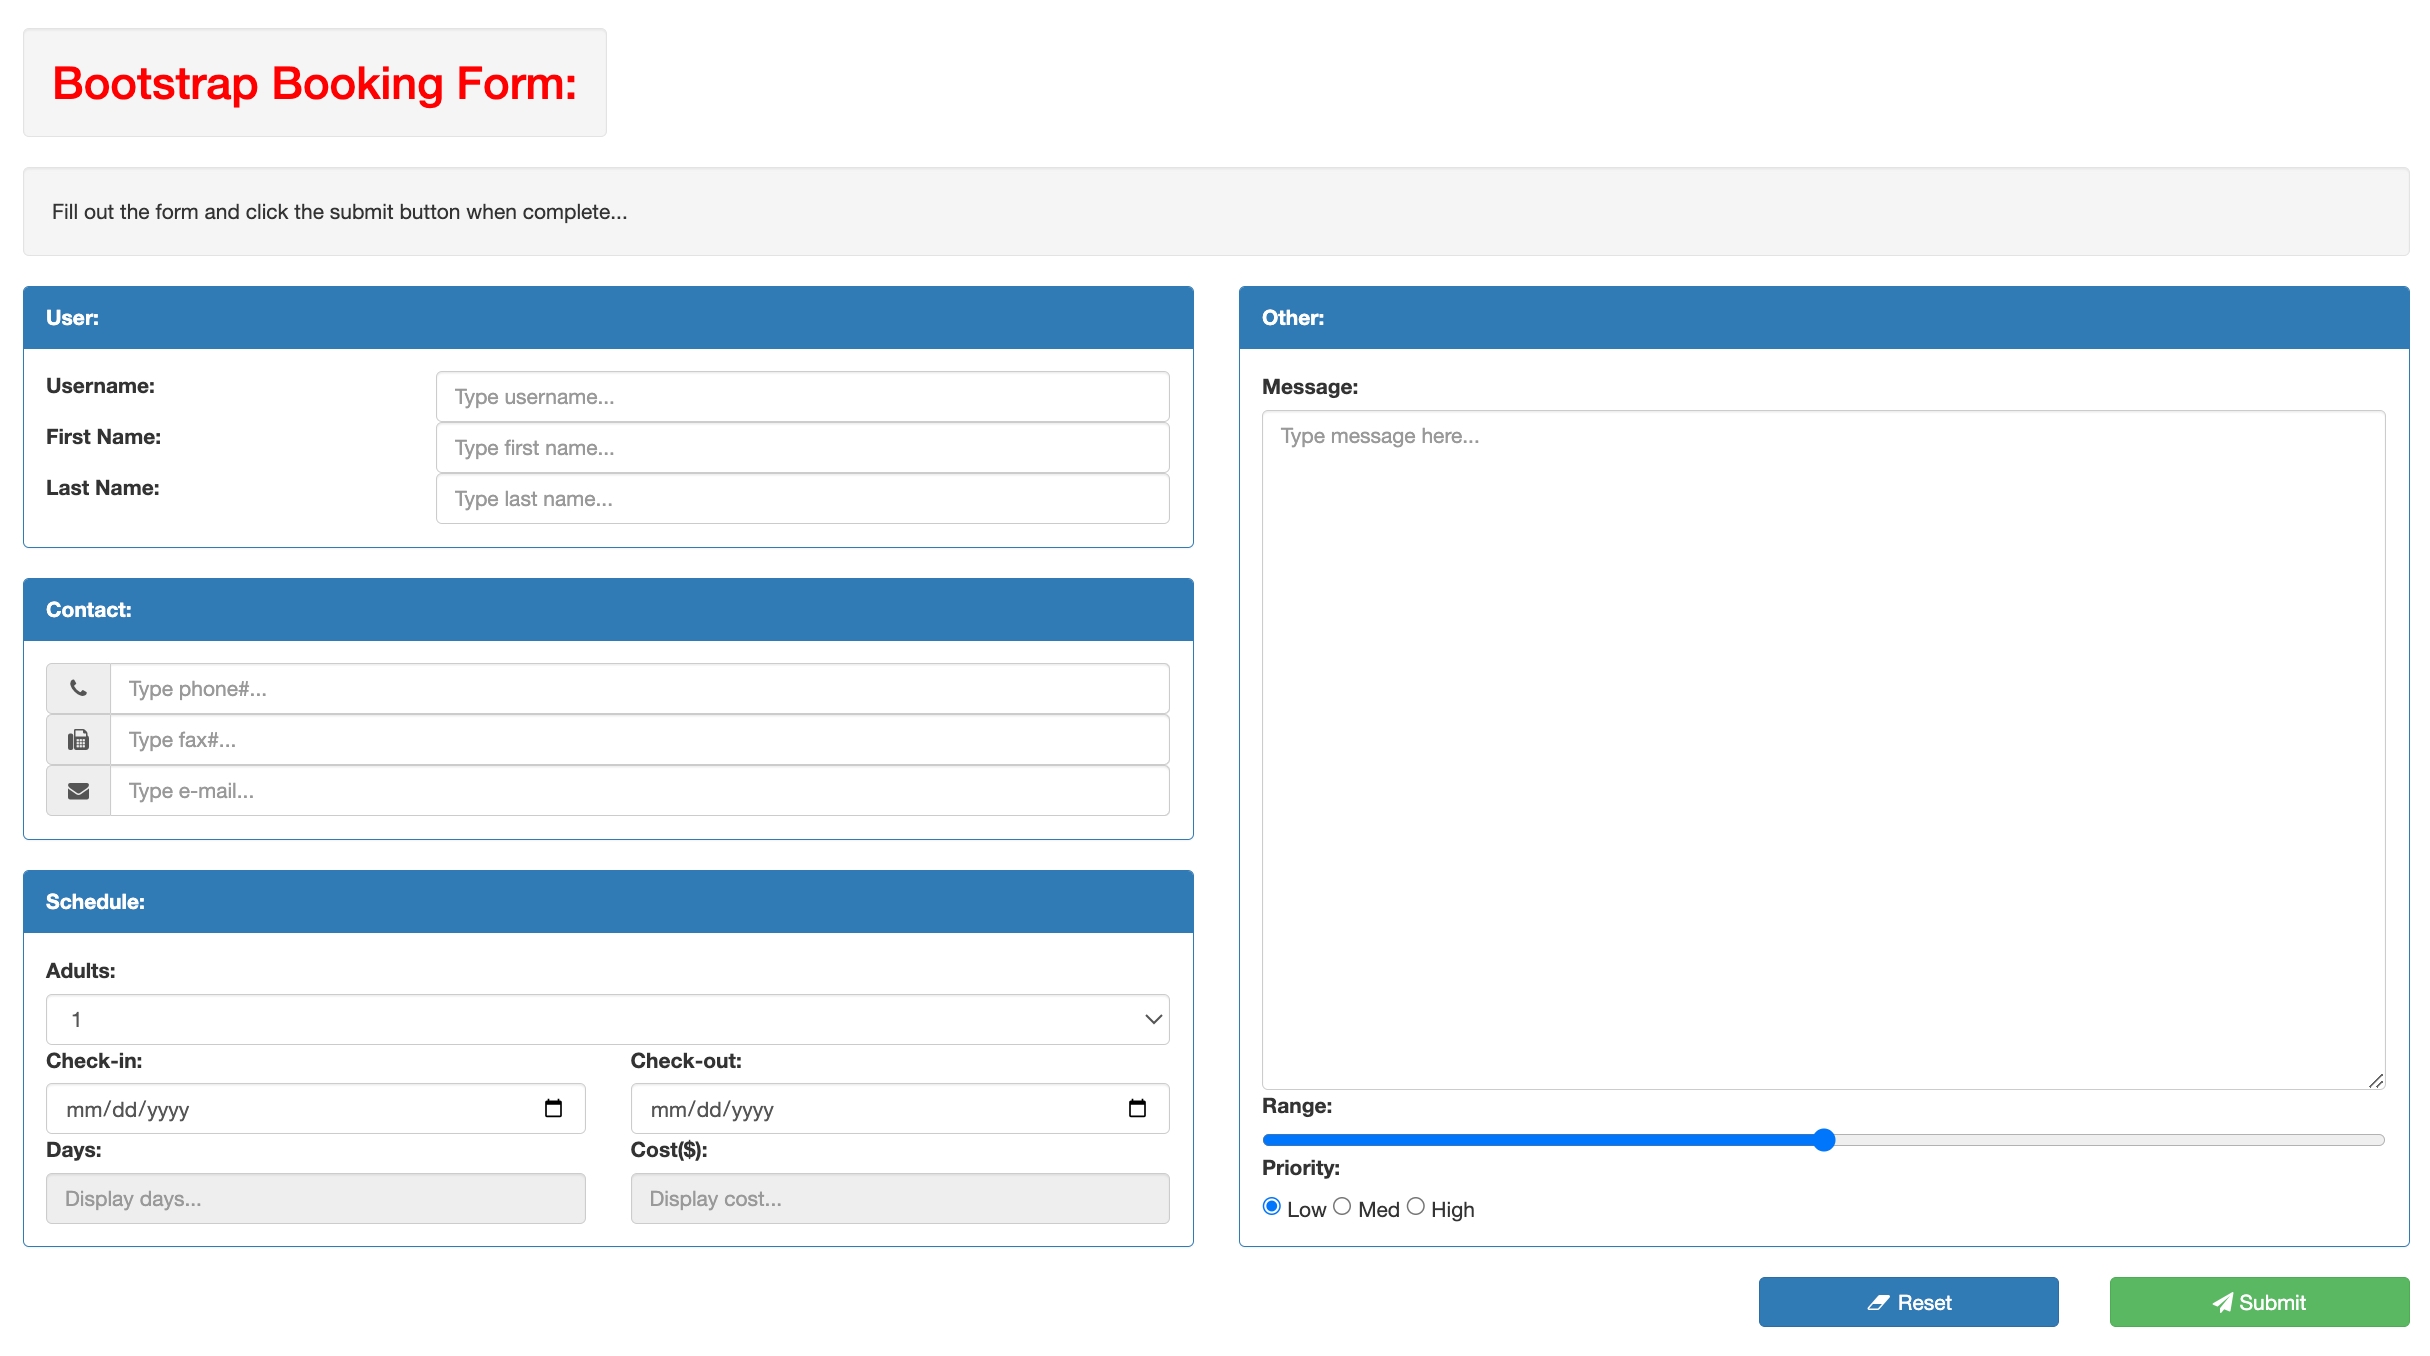 Bootstrap Booking Form:
Fill out the form and click the submit button when complete...
User:
Username:
Type username...
First Name:
Type first name...
Last Name:
Type last name...
Contact:
Type phone#...
Type fax#...
Type e-mail...
Schedule:
Adults:
1
Check-in: Check-out:
mm/dd/yyyy mm/dd/yyyy
Days: Cost($):
Display days... Display cost...
Other:
Message:
Type message here...
Range:
Priority:
Low Med High
Reset Submit